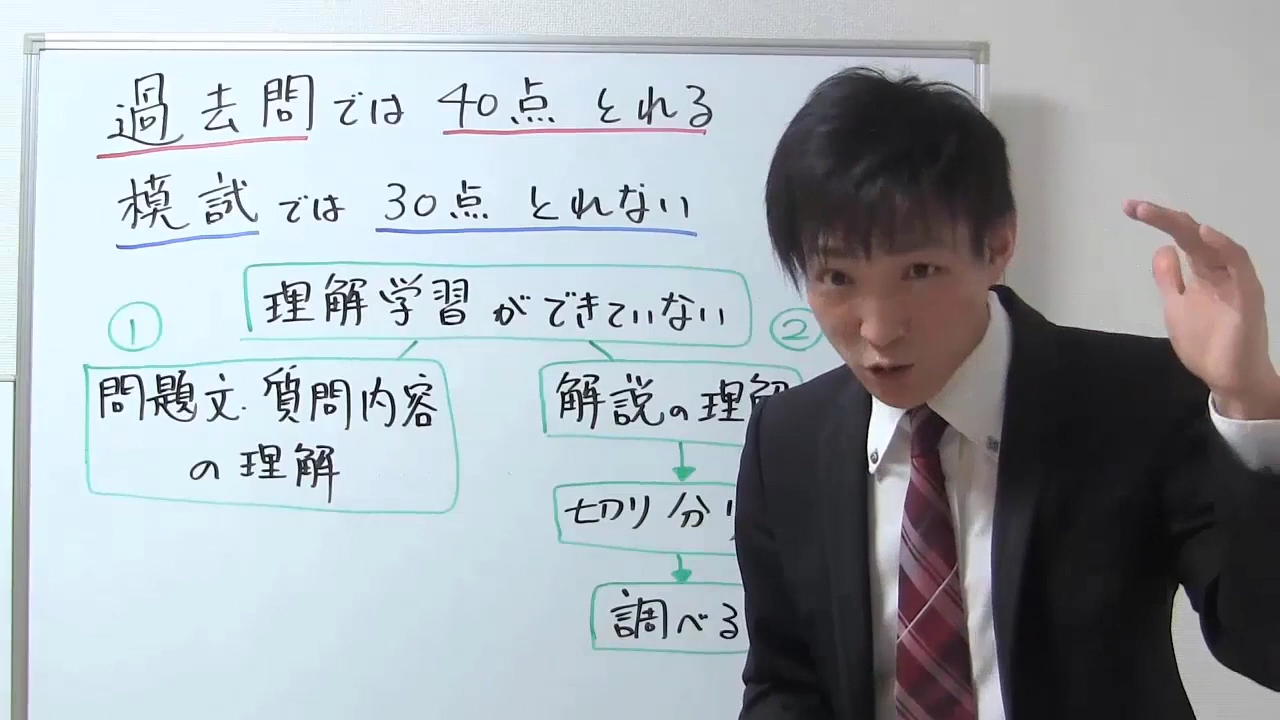 過去問では 40点 とれる
模試では 30点 とれない
理解学習ができていない
①
②
問題文・質問内容
の理解
解説の理解
切り分け
調べる